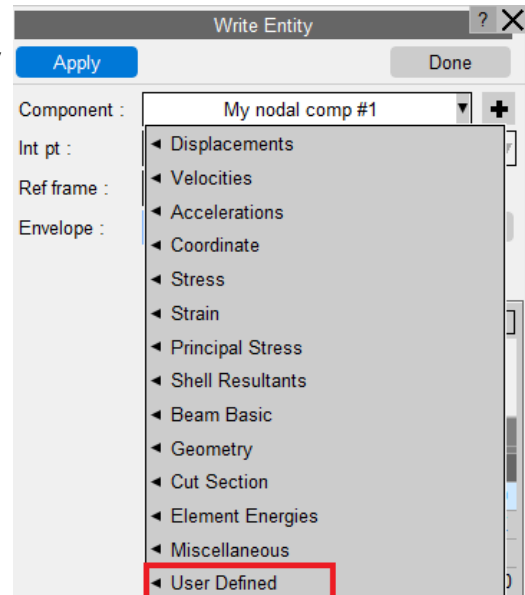 Write Entity ?
Apply Done
Component : My nodal comp #1
Int pt :
Displacements
Velocities
Ref frame :
Accelerations
Envelope :
Coordinate
Stress
Strain
Principal Stress
Shell Resultants
Beam Basic
Geometry
Cut Section
Element Energies
Miscellaneous
User Defined